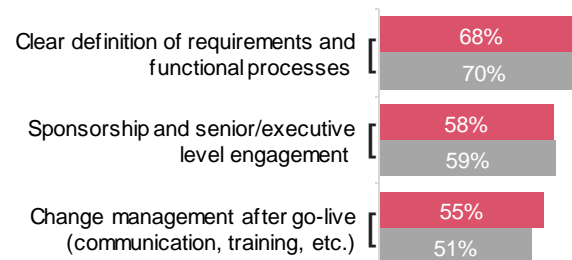 Clear definition of requirements and
functional processes
68%
70%
Sponsorship and senior/executive
level engagement
58%
59%
Change management after go-live
(communication, training, etc.)
55%
51%